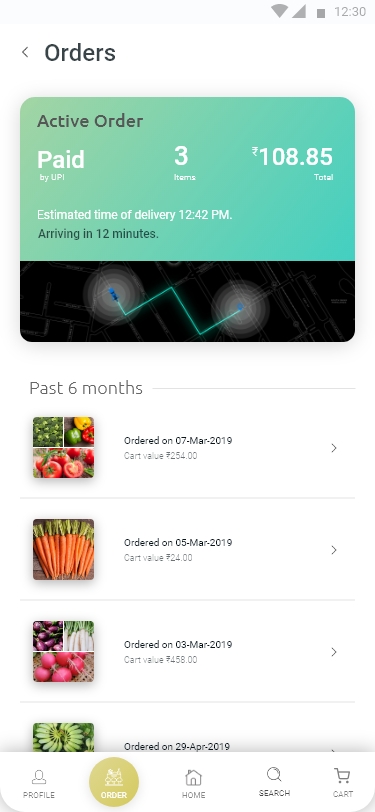 12:30
Orders
Active Order
Paid
3
₹108.85
by UPI
Items
Total
Estimated time of delivery 12:42 PM.
Arriving in 12 minutes.
Past 6 months
Ordered on 07-Mar-2019
Cart value ₹254.00
Ordered on 05-Mar-2019
Cart value ₹24.00
Ordered on 03-Mar-2019
Cart value ₹458.00
Ordered on 29-Apr-2019
PROFILE
ORDER
HOME
SEARCH
CART